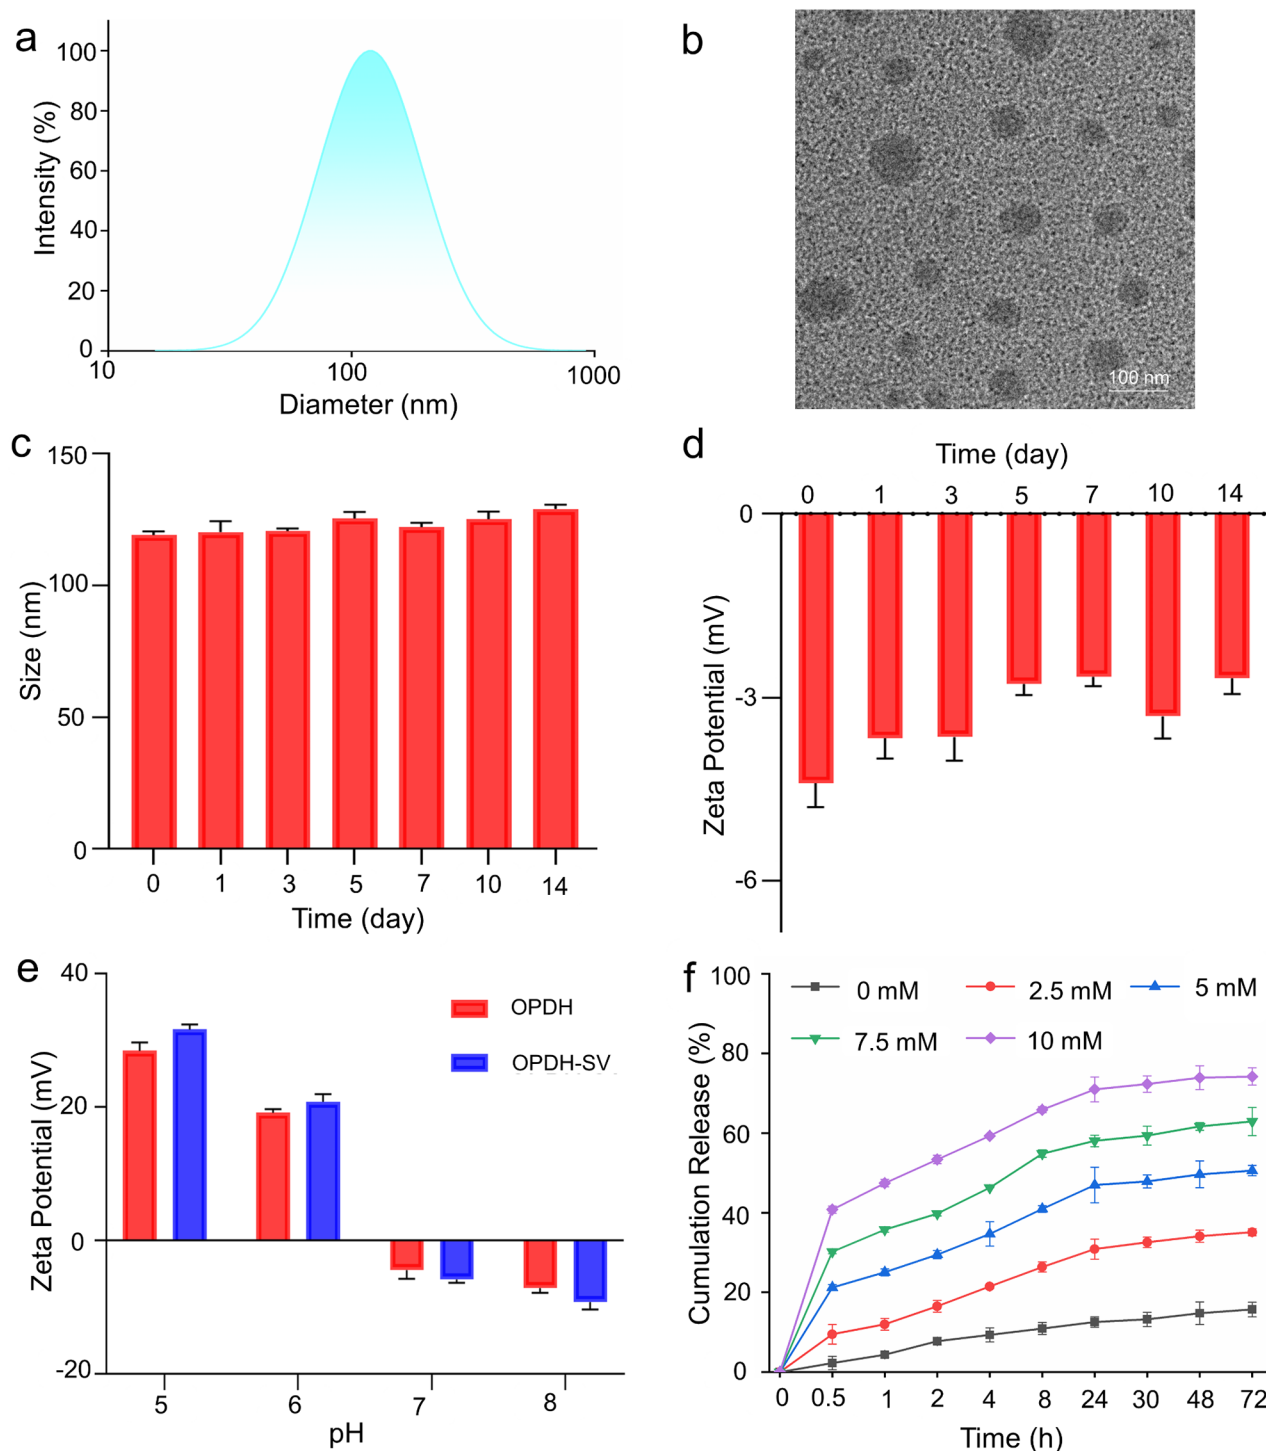 a
100
80
60
40
20
0
Intensity (%)
10
100
1000
Diameter (nm)
b
100 nm
c
150
100
50
0
Size (nm)
0
1
3
5
7
10
14
Time (day)
d
Time (day)
0
1
3
5
7
10
14
0
-3
-6
Zeta Potential (mV)
e
40
20
0
-20
Zeta Potential (mV)
OPDH
OPDH-SV
5
6
7
8
pH
f
100
80
60
40
20
0
Cumulation Release (%)
0 mM
2.5 mM
5 mM
7.5 mM
10 mM
0
0.5
1
2
4
8
24
30
48
72
Time (h)